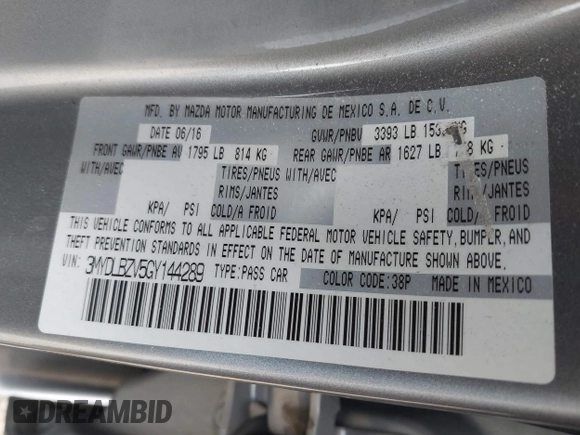 MFD. BY MAZDA MOTOR MANUFACTURING DE MEXICO S.A. DE C.V.
DATE 06/16 GVWR/PNBV 3393 LB KG
FRONT GAWR/PNBE AV 1795 LB 814 KG REAR GAWR/PNBE AR 1627 LB KG
WITH/AVEC TIRES/PNEUS WITH/AVEC TIRES/PNEUS
RIMS/JANTES RIMS/JANTES
KPA/ PSI COLD/A FROID KPA/ PSI COLD/A FROID
THIS VEHICLE CONFORMS TO ALL APPLICABLE FEDERAL MOTOR VEHICLE SAFETY, BUMPER, AND
THEFT PREVENTION STANDARDS IN EFFECT ON THE DATE OF MANUFACTURE SHOWN ABOVE.
VIN: 3MYDLBZV5GY144289 TYPE:PASS CAR COLOR CODE:38P MADE IN MEXICO
DREAMBID